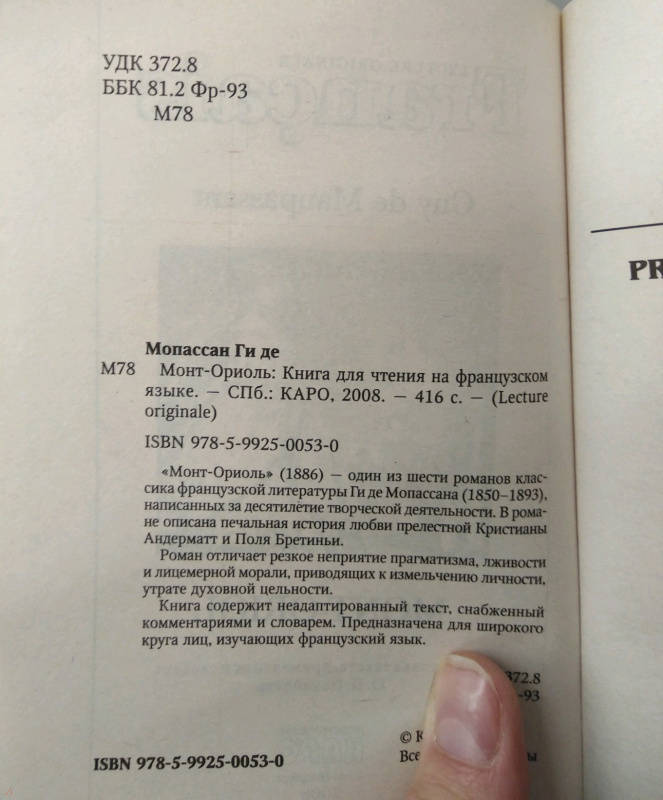 УДК 372.8
ББК 81.2 Фр-93
М78
Мопассан Ги де
М78 Монт-Ориоль: Книга для чтения на французском
языке. — СПб.: КАРО, 2008. — 416 с. — (Lecture
originale)
ISBN 978-5-9925-0053-0
«Монт-Ориоль» (1886) — один из шести романов клас-
сика французской литературы Ги де Мопассана (1850–1893),
написанных за десятилетие творческой деятельности. В рома-
не описана печальная история любви прелестной Кристианы
Андерматт и Поля Бретиньи.
Роман отличает резкое неприятие прагматизма, лживости
и лицемерной морали, приводящих к измельчению личности,
утрате духовной цельности.
Книга содержит неадаптированный текст, снабженный
комментариями и словарем. Предназначена для широкого
круга лиц, изучающих французский язык.
372.8
-93
©
ISBN 978-5-9925-0053-0 Все
PR